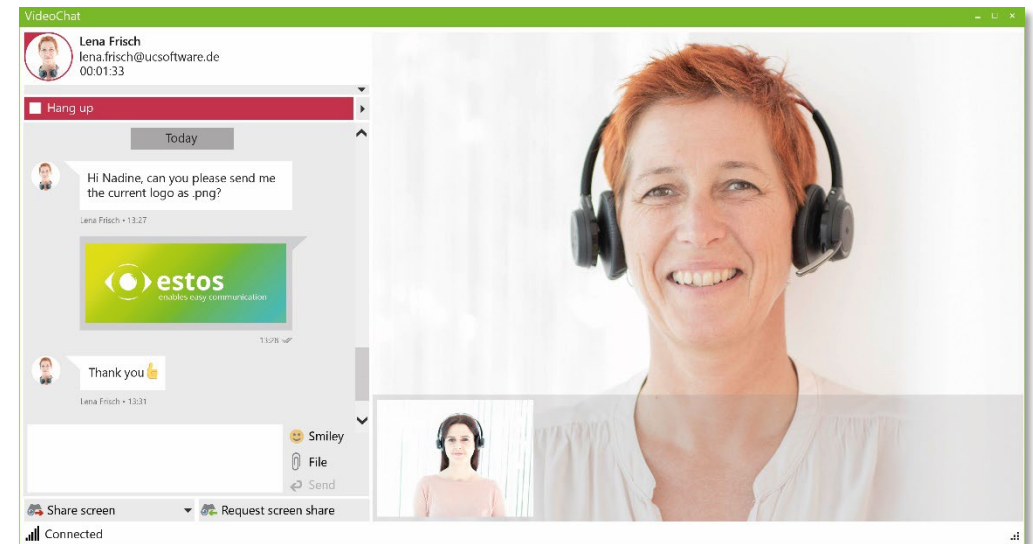 VideoChat
Lena Frisch
lena.frisch@ucsoftware.de
00:01:33
Hang up
Today
Hi Nadine, can you please send me
the current logo as .png?
Lena Frisch • 13:27
estos
enables easy communication
13:28
Thank you
Lena Frisch • 13:31
Smiley
File
Send
Share screen
Request screen share
Connected